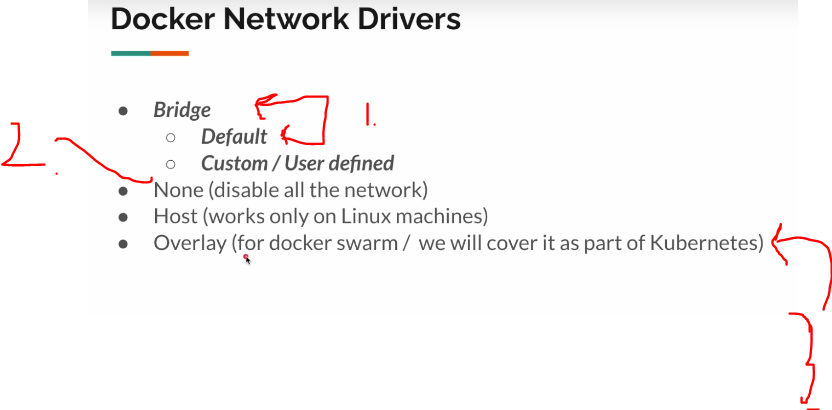 Docker Network Drivers
● Bridge 1.
○ Default
2. ○ Custom / User defined
● None (disable all the network)
● Host (works only on Linux machines)
● Overlay (for docker swarm / we will cover it as part of Kubernetes)